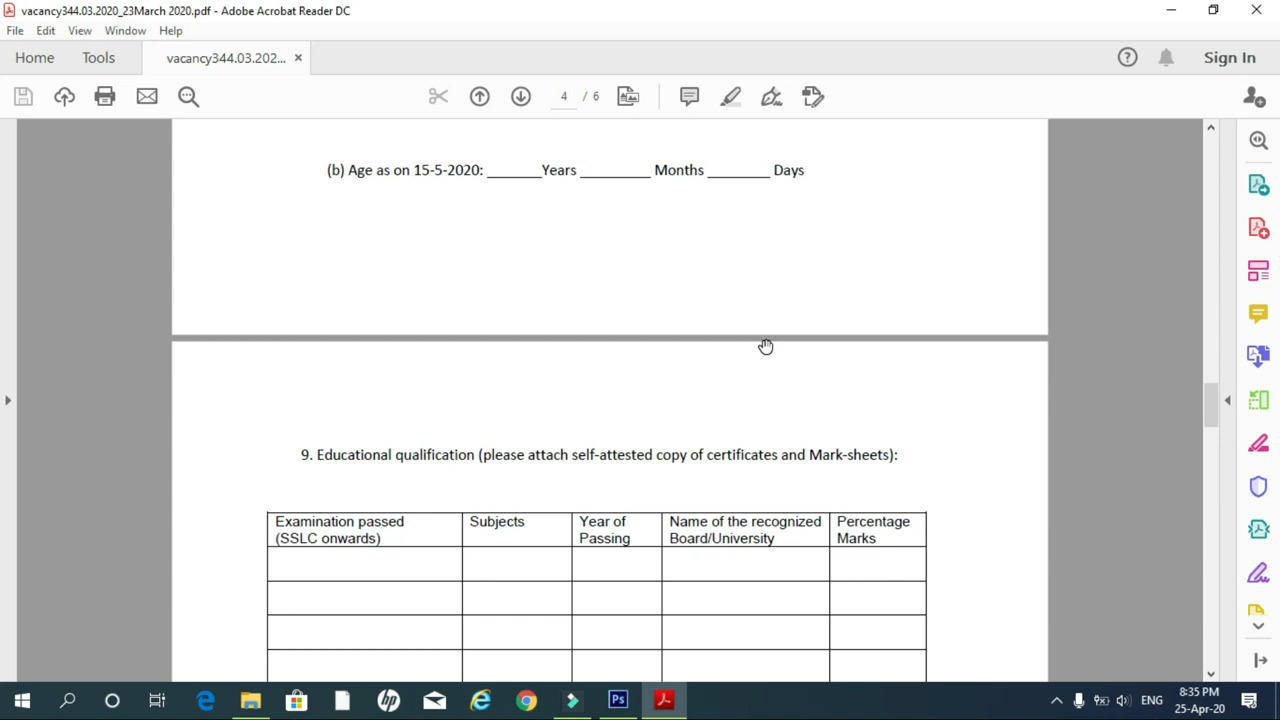 vacancy344.03.2020_23March 2020.pdf - Adobe Acrobat Reader DC
File Edit View Window Help
Home Tools vacancy344.03.202... × Sign In
4 / 6
(b) Age as on 15-5-2020: _______Years _________ Months ________ Days
9. Educational qualification (please attach self-attested copy of certificates and Mark-sheets):
Examination passed (SSLC onwards)
Subjects
Year of Passing
Name of the recognized Board/University
Percentage Marks
Ps
ENG
8:35 PM
25-Apr-20